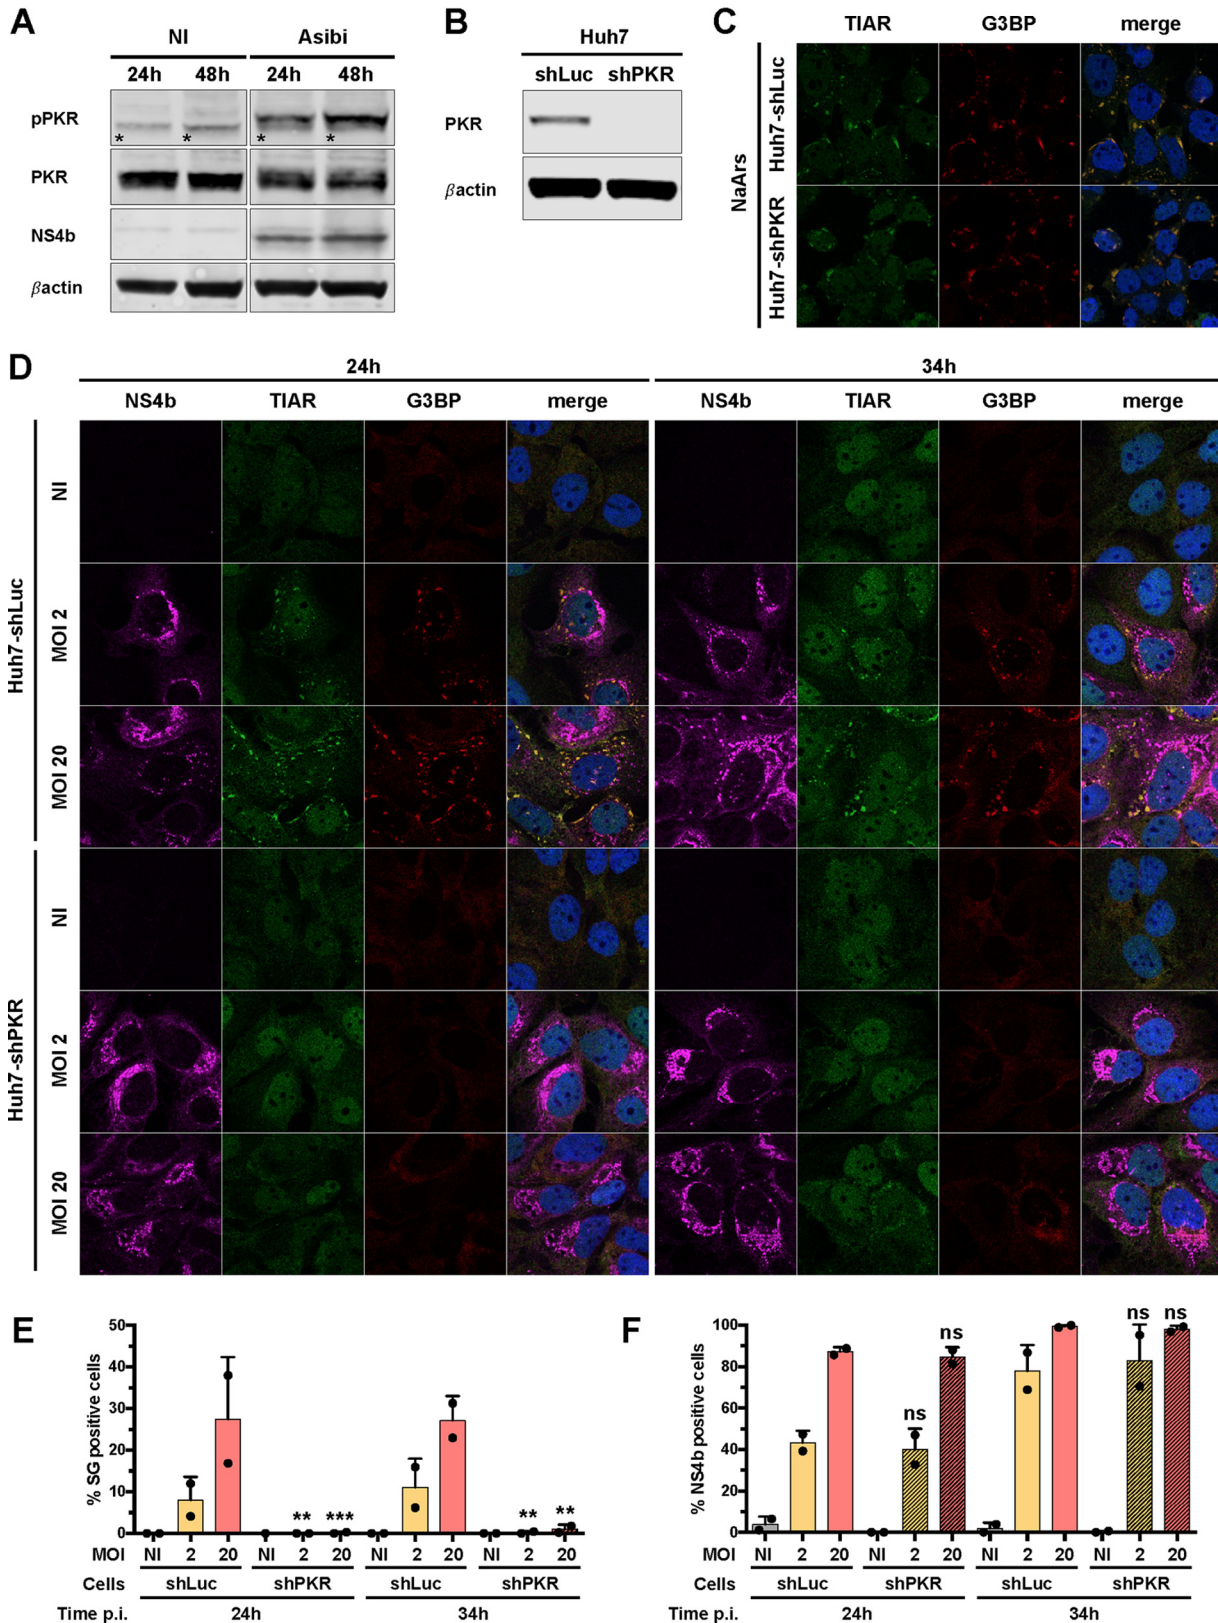 A
NI Asibi
24h 48h 24h 48h
pPKR
* * * *
PKR
NS4b
βactin
B
Huh7
shLuc shPKR
PKR
βactin
C
TIAR G3BP merge
NaArs
Huh7-shLuc
Huh7-shPKR
D
24h 34h
NS4b TIAR G3BP merge NS4b TIAR G3BP merge
Huh7-shLuc
NI
MOI 2
MOI 20
Huh7-shPKR
NI
MOI 2
MOI 20
E
% SG positive cells
50
40
30
20
10
0
** *** ** **
MOI NI 2 20 NI 2 20 NI 2 20 NI 2 20
Cells shLuc shPKR shLuc shPKR
Time p.i. 24h 34h
F
% NS4b positive cells
100
80
60
40
20
0
ns ns ns ns
MOI NI 2 20 NI 2 20 NI 2 20 NI 2 20
Cells shLuc shPKR shLuc shPKR
Time p.i. 24h 34h